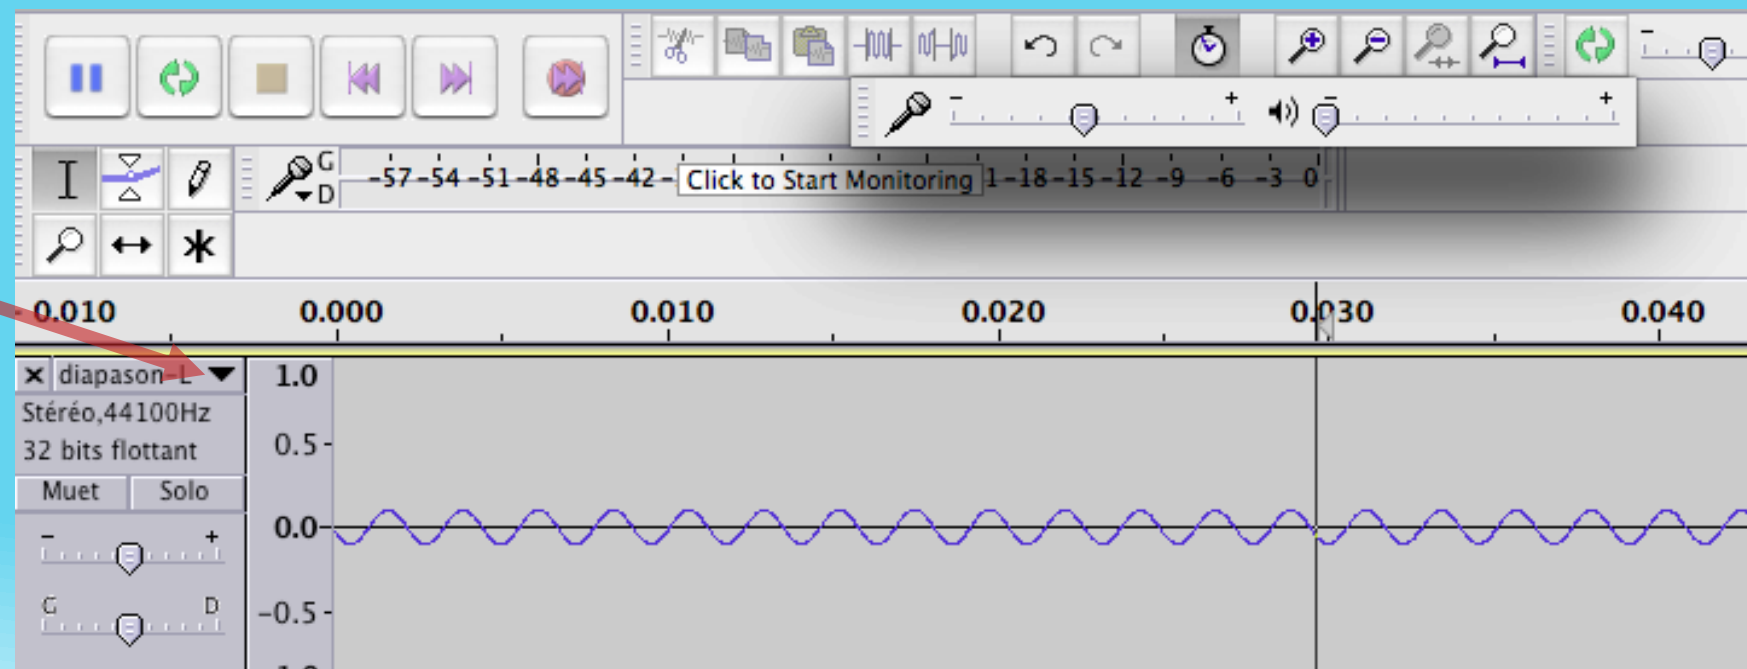 - + - +
G
D -57 -54 -51 -48 -45 -42 - Click to Start Monitoring 1 -18 -15 -12 -9 -6 -3 0
- 0.010 0.000 0.010 0.020 0.030 0.040
× diapason-L 1.0
Stéréo,44100Hz
0.5
32 bits flottant
Muet Solo
0.0
- +
G D
-0.5